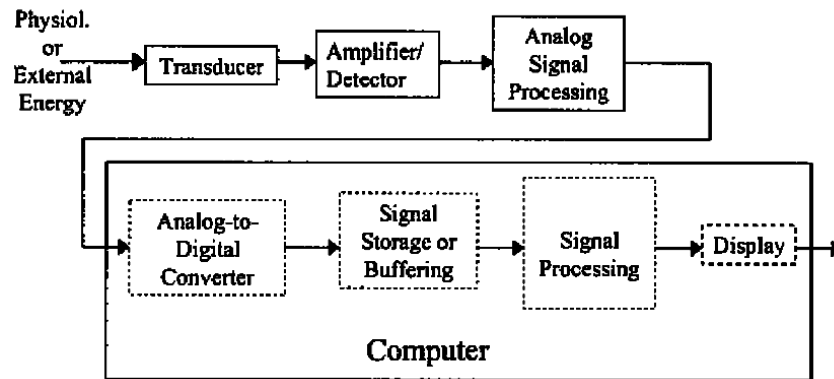 Physiol.
or
External
Energy
Transducer
Amplifier/
Detector
Analog
Signal
Processing
Analog-to-
Digital
Converter
Signal
Storage or
Buffering
Signal
Processing
Display
Computer